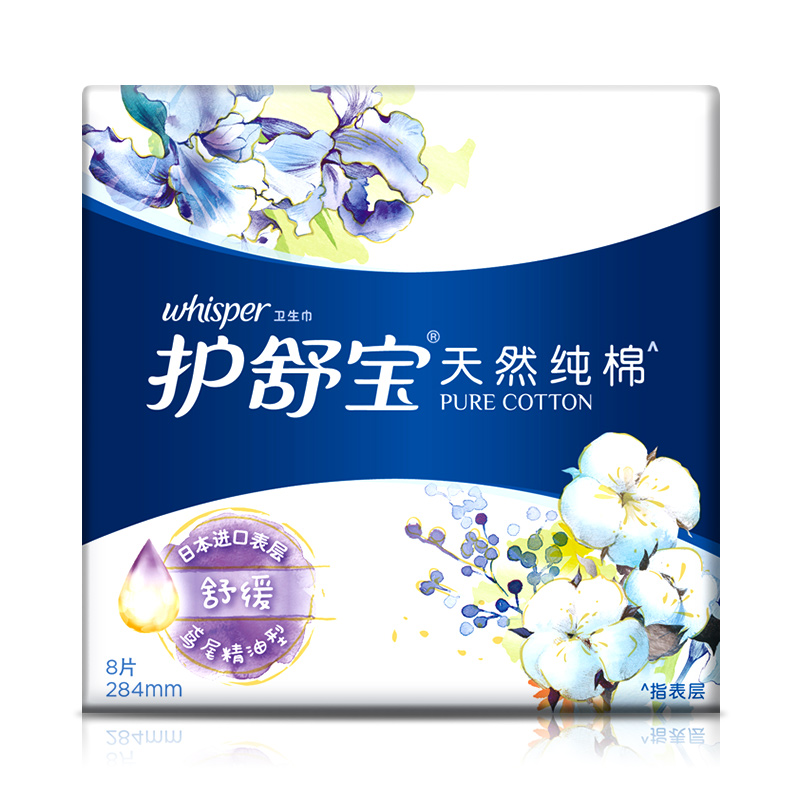 whisper 卫生巾
护舒宝® 天然纯棉^
PURE COTTON
日本进口表层
舒缓
鸢尾精油籽
8片
284mm
^指表层